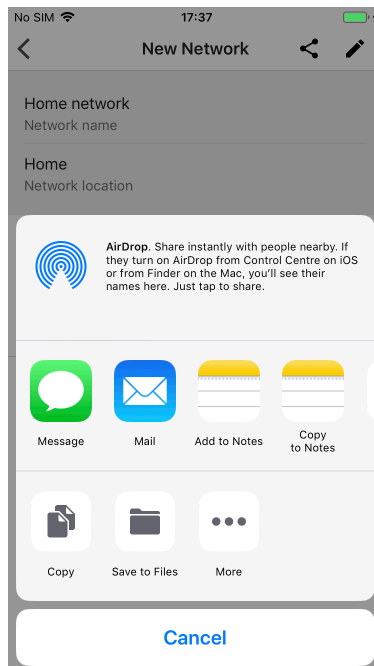 No SIM 17:37
New Network
Home network
Network name
Home
Network location
AirDrop. Share instantly with people nearby. If
they turn on AirDrop from Control Centre on iOS
or from Finder on the Mac, you'll see their
names here. Just tap to share.
Message
Mail
Add to Notes
Copy
to Notes
Copy
Save to Files
More
Cancel